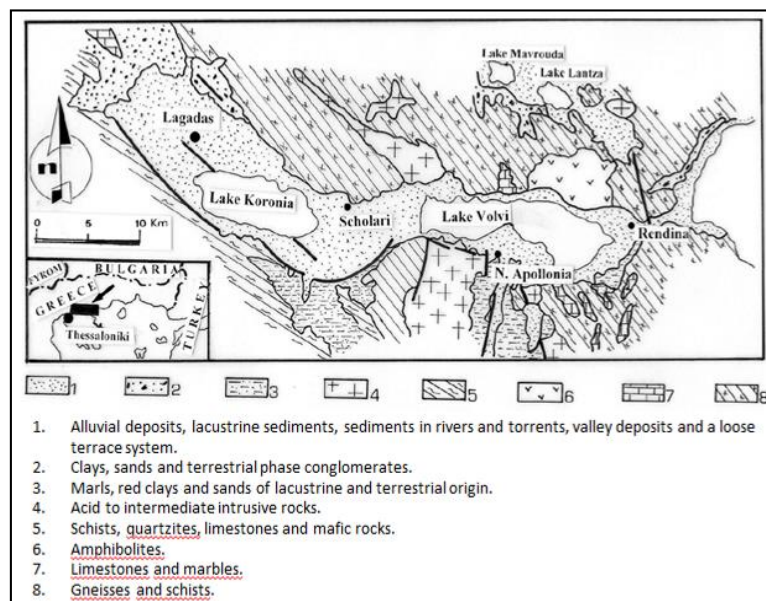 Lake Mavrouda
Lake Lantza
Lagadas
n
Lake Koronia
Scholari
Lake Volvi
Rendina
N. Apollonia
0 5 10 Km
FYROM
BULGARIA
GREECE
TURKEY
Thessaloniki
1 2 3 4 5 6 7 8
1. Alluvial deposits, lacustrine sediments, sediments in rivers and torrents, valley deposits and a loose
terrace system.
2. Clays, sands and terrestrial phase conglomerates.
3. Marls, red clays and sands of lacustrine and terrestrial origin.
4. Acid to intermediate intrusive rocks.
5. Schists, quartzites, limestones and mafic rocks.
6. Amphibolites.
7. Limestones and marbles.
8. Gneisses and schists.